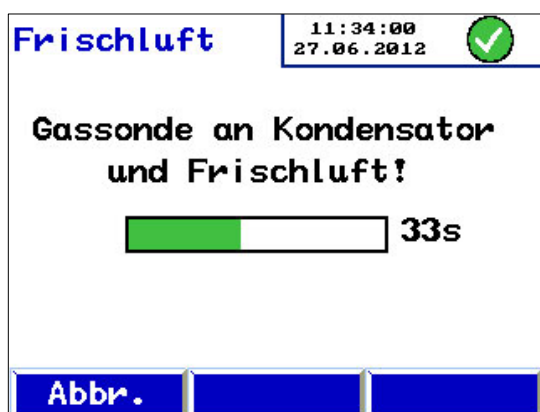 Frischluft
11:34:00
27.06.2012
Gassonde an Kondensator
und Frischluft!
33s
Abbr.